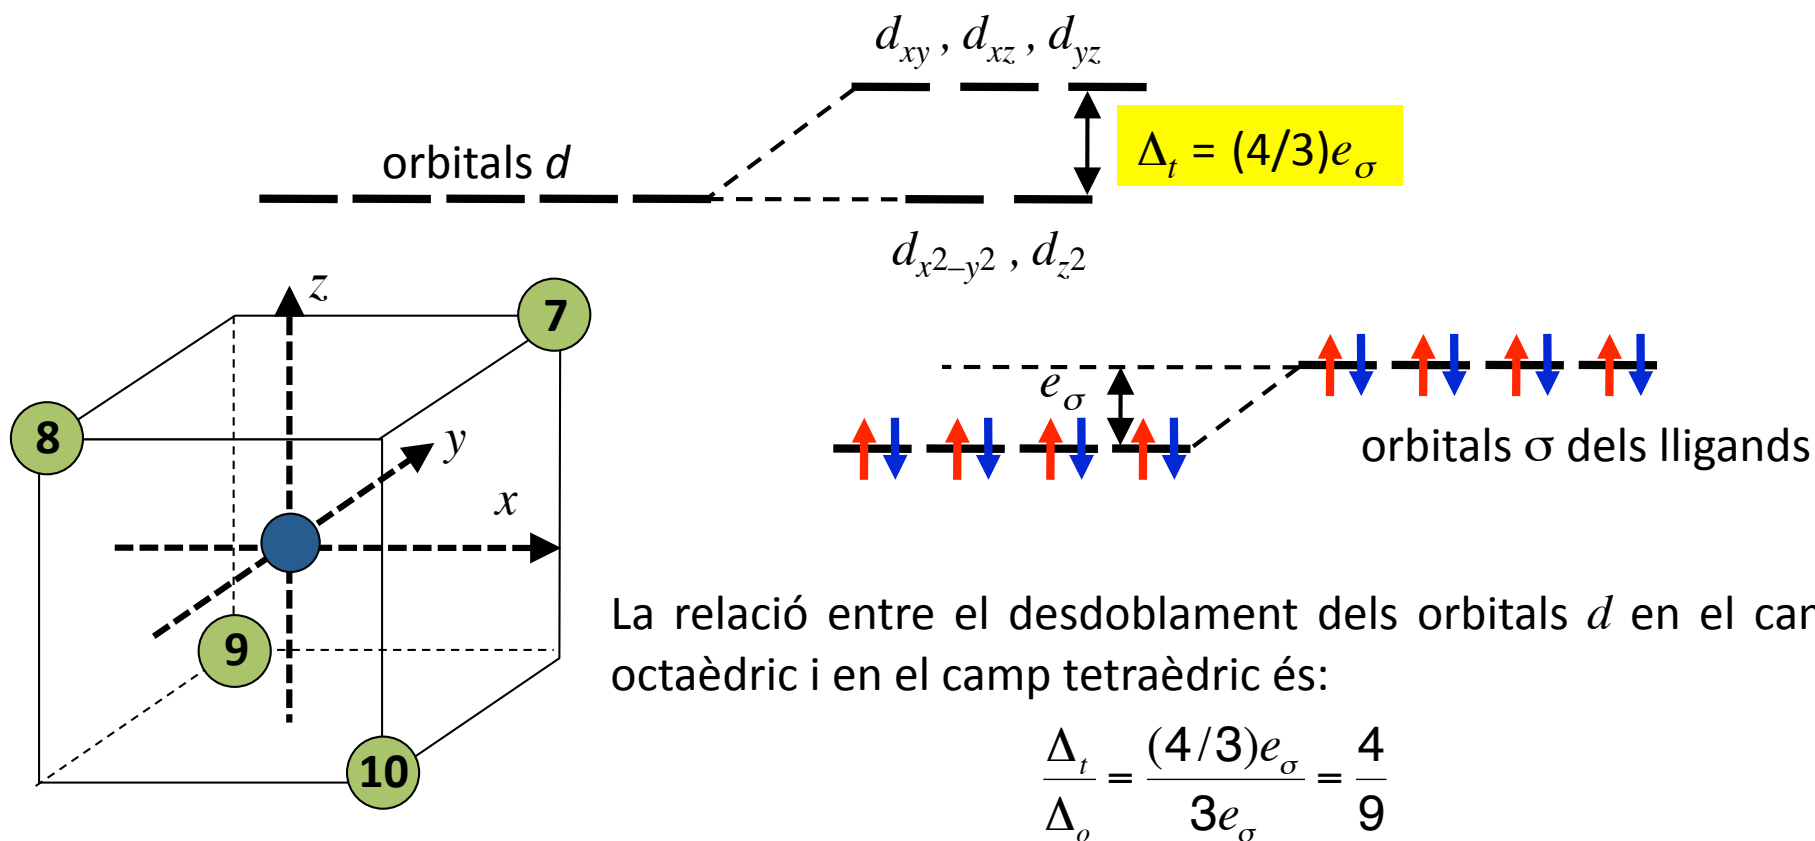 d_xy , d_xz , d_yz
Δ_t = (4/3)e_σ
orbitals d
d_x2–y2 , d_z2
z
7
8
y
x
9
10
e_σ
orbitals σ dels lligands
La relació entre el desdoblament dels orbitals d en el
octaèdric i en el camp tetraèdric és:
Δ_t / Δ_o = (4/3)e_σ / 3e_σ = 4 / 9